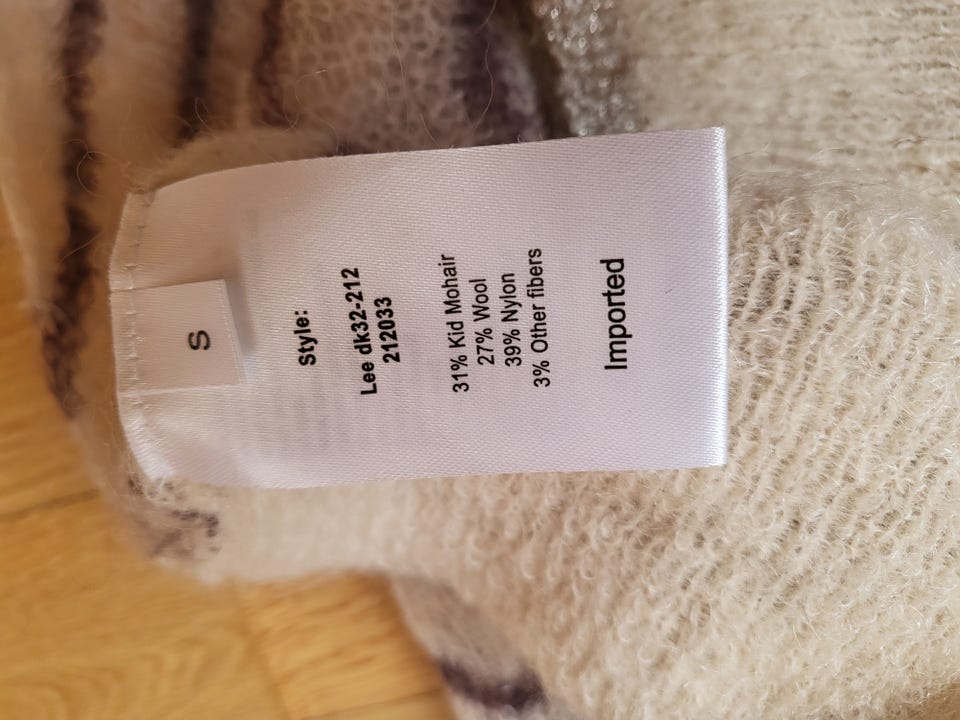 S
Style:
Lee dk32-212
212033
31% Kid Mohair
27% Wool
39% Nylon
3% Other fibers
Imported